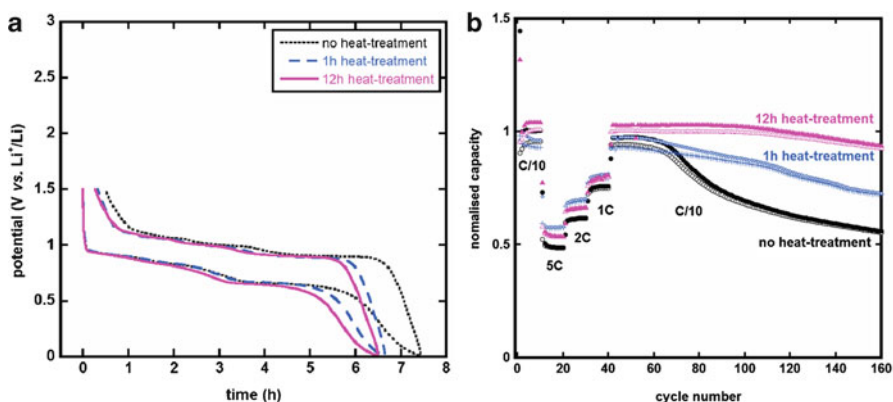 a
3
2.5
2
1.5
1
0.5
0
potential (V vs. Li⁺/Li)
no heat-treatment
1h heat-treatment
12h heat-treatment
0 1 2 3 4 5 6 7 8
time (h)
b
1.5
1
0.5
0
nomalised capacity
C/10
5C
2C
1C
C/10
12h heat-treatment
1h heat-treatment
no heat-treatment
0 20 40 60 80 100 120 140 160
cycle number